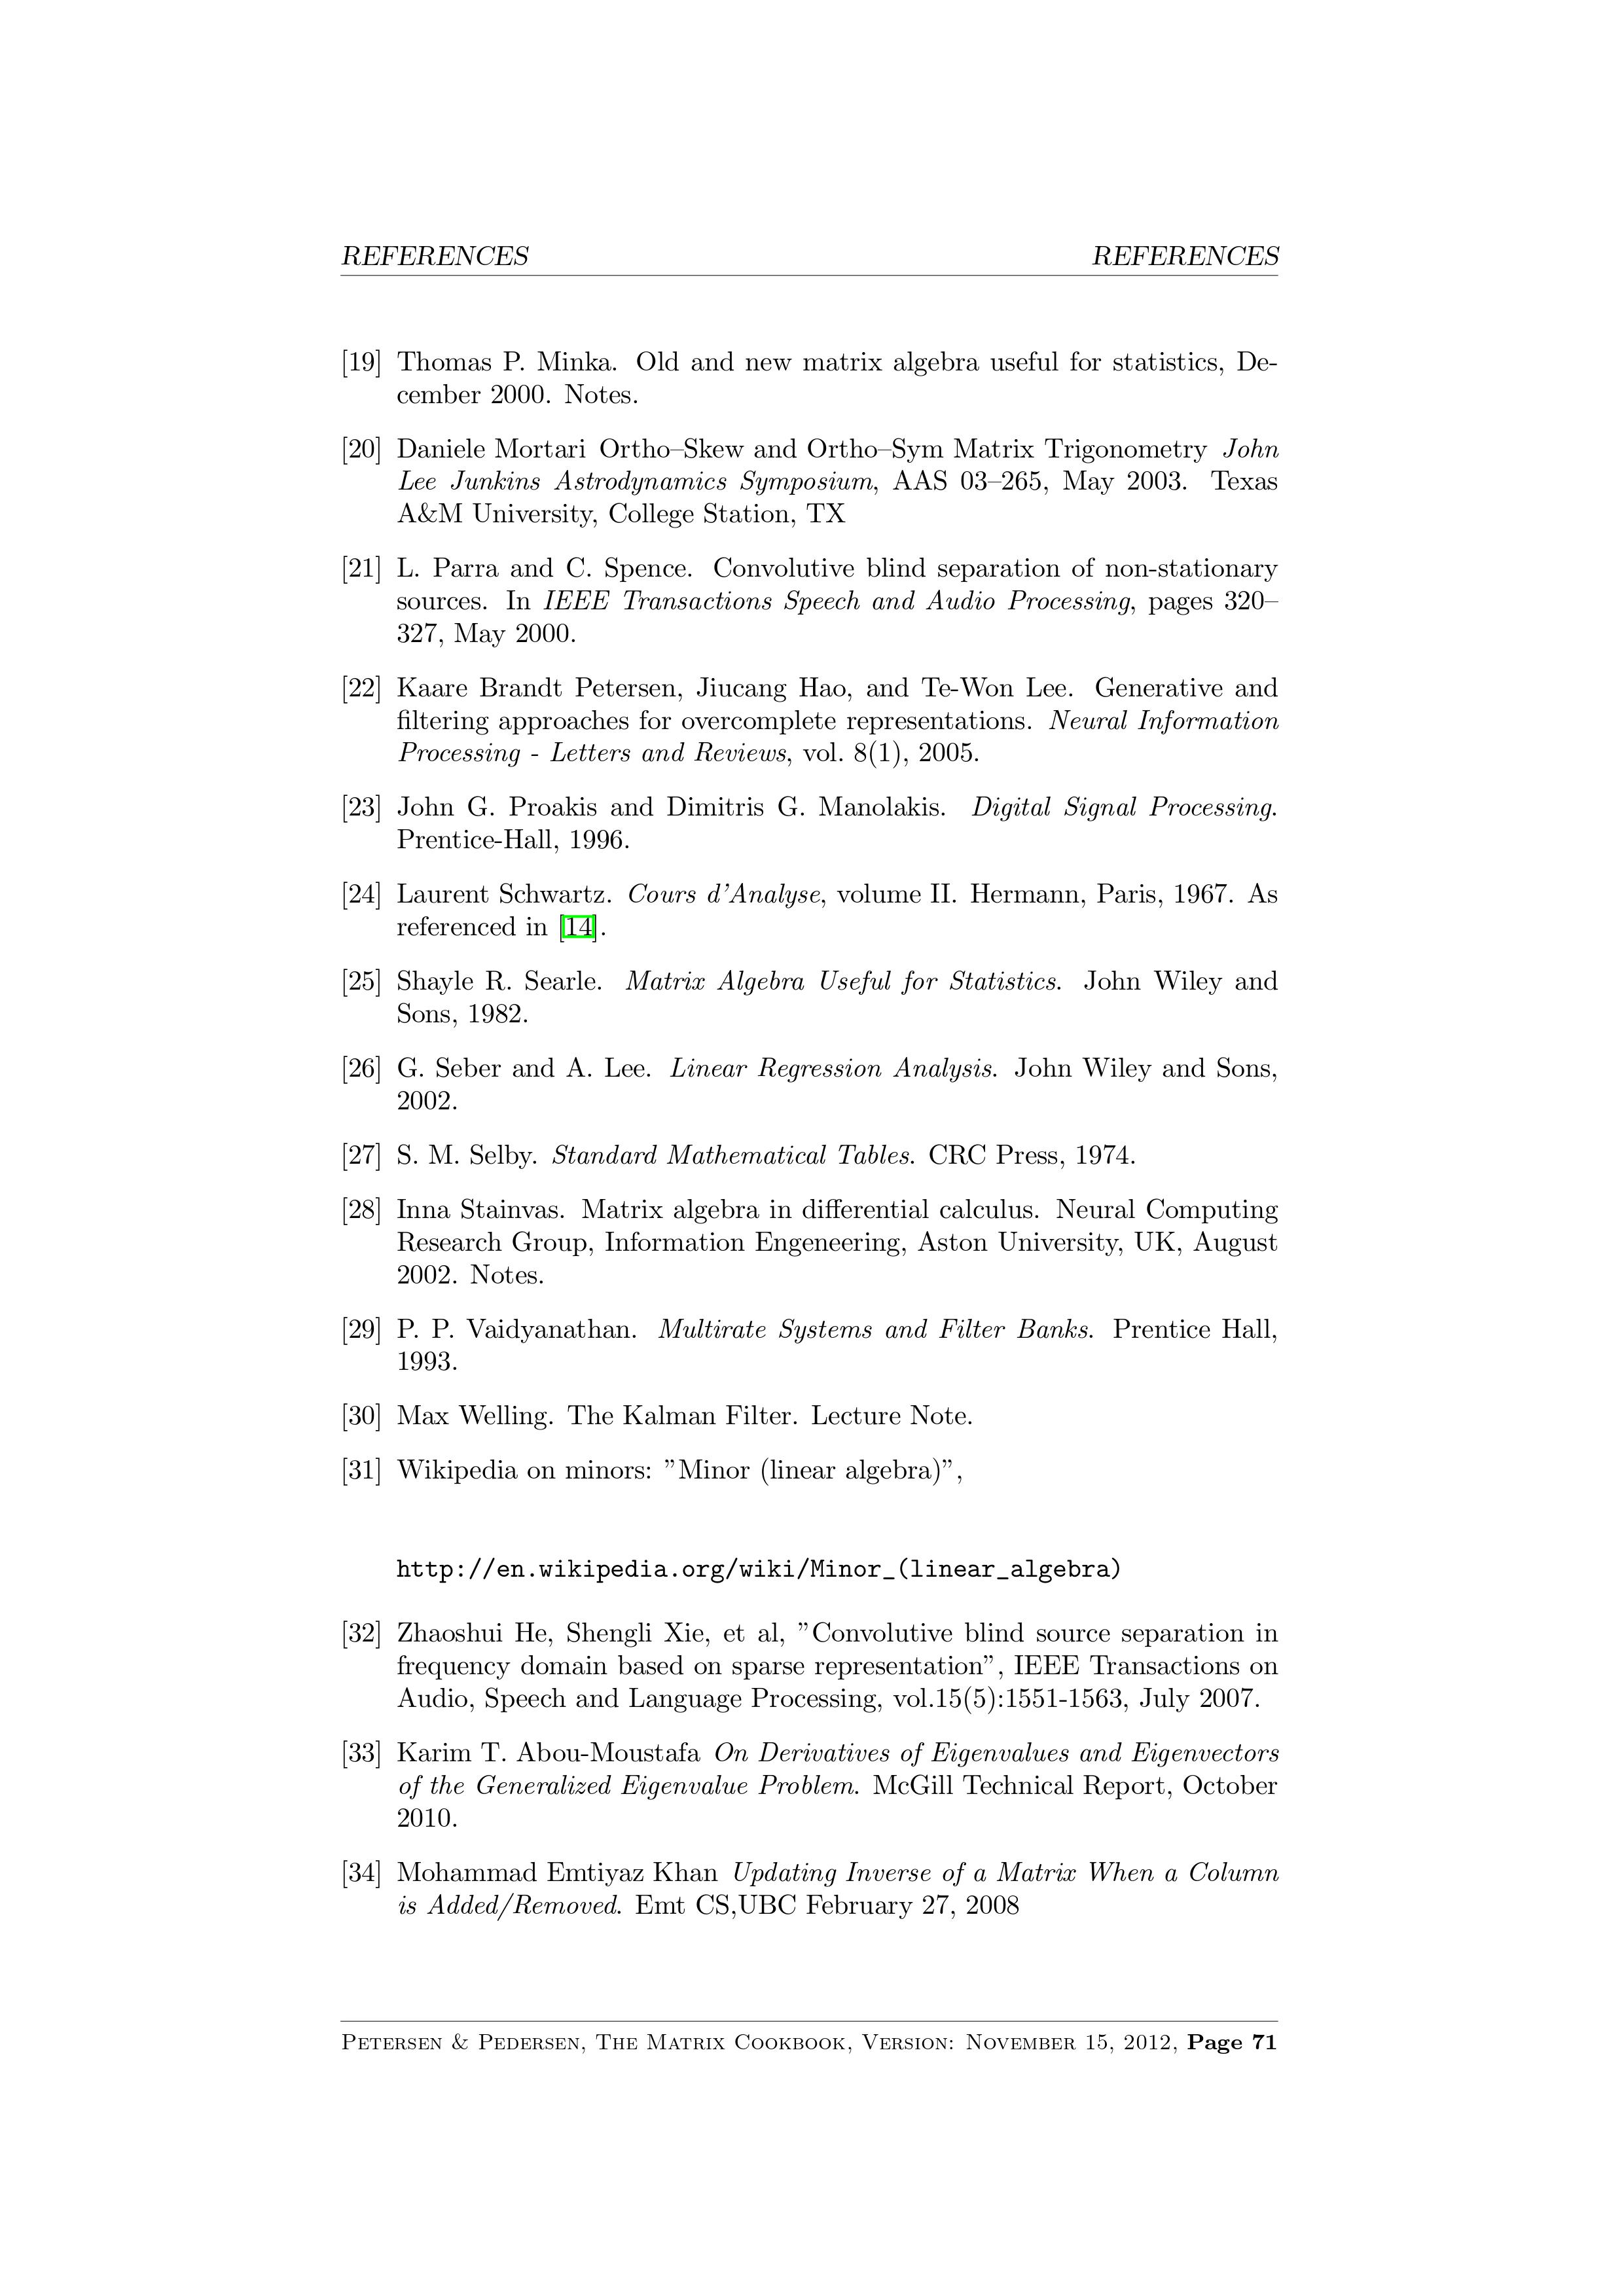 REFERENCES REFERENCES
[19] Thomas P. Minka. Old and new matrix algebra useful for statistics, De-
cember 2000. Notes.
[20] Daniele Mortari Ortho–Skew and Ortho–Sym Matrix Trigonometry John
Lee Junkins Astrodynamics Symposium, AAS 03–265, May 2003. Texas
A&M University, College Station, TX
[21] L. Parra and C. Spence. Convolutive blind separation of non-stationary
sources. In IEEE Transactions Speech and Audio Processing, pages 320–
327, May 2000.
[22] Kaare Brandt Petersen, Jiucang Hao, and Te-Won Lee. Generative and
filtering approaches for overcomplete representations. Neural Information
Processing - Letters and Reviews, vol. 8(1), 2005.
[23] John G. Proakis and Dimitris G. Manolakis. Digital Signal Processing.
Prentice-Hall, 1996.
[24] Laurent Schwartz. Cours d'Analyse, volume II. Hermann, Paris, 1967. As
referenced in [14].
[25] Shayle R. Searle. Matrix Algebra Useful for Statistics. John Wiley and
Sons, 1982.
[26] G. Seber and A. Lee. Linear Regression Analysis. John Wiley and Sons,
2002.
[27] S. M. Selby. Standard Mathematical Tables. CRC Press, 1974.
[28] Inna Stainvas. Matrix algebra in differential calculus. Neural Computing
Research Group, Information Engeneering, Aston University, UK, August
2002. Notes.
[29] P. P. Vaidyanathan. Multirate Systems and Filter Banks. Prentice Hall,
1993.
[30] Max Welling. The Kalman Filter. Lecture Note.
[31] Wikipedia on minors: ”Minor (linear algebra)”,
http://en.wikipedia.org/wiki/Minor_(linear_algebra)
[32] Zhaoshui He, Shengli Xie, et al, ”Convolutive blind source separation in
frequency domain based on sparse representation”, IEEE Transactions on
Audio, Speech and Language Processing, vol.15(5):1551-1563, July 2007.
[33] Karim T. Abou-Moustafa On Derivatives of Eigenvalues and Eigenvectors
of the Generalized Eigenvalue Problem. McGill Technical Report, October
2010.
[34] Mohammad Emtiyaz Khan Updating Inverse of a Matrix When a Column
is Added/Removed. Emt CS,UBC February 27, 2008
Petersen & Pedersen, The Matrix Cookbook, Version: November 15, 2012, Page 71